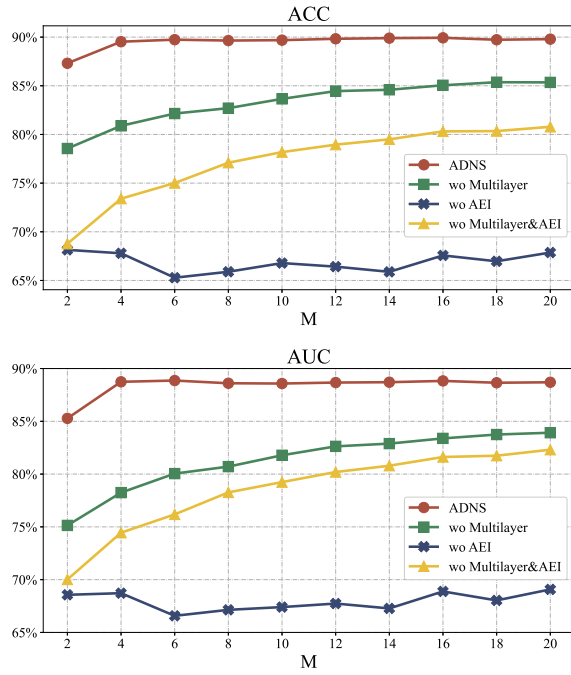 ACC
90%
85%
80%
75%
70%
65%
ADNS
wo Multilayer
wo AEI
wo Multilayer&AEI
2 4 6 8 10 12 14 16 18 20
M
AUC
90%
85%
80%
75%
70%
65%
ADNS
wo Multilayer
wo AEI
wo Multilayer&AEI
2 4 6 8 10 12 14 16 18 20
M